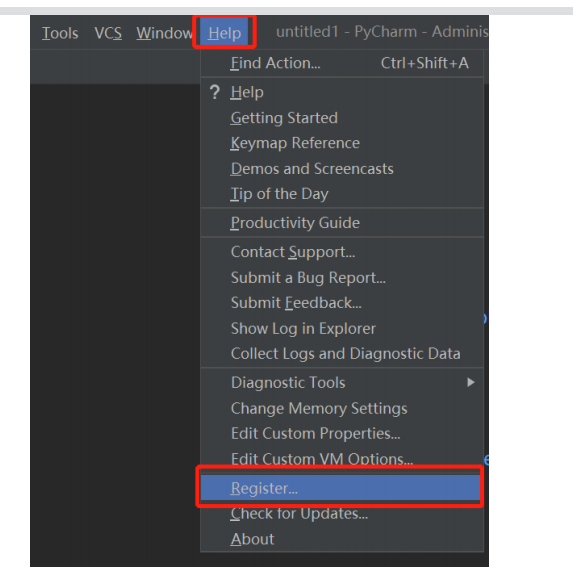 Tools VCS Window Help untitled1 - PyCharm - Adminis
Find Action... Ctrl+Shift+A
? Help
Getting Started
Keymap Reference
Demos and Screencasts
Tip of the Day
Productivity Guide
Contact Support...
Submit a Bug Report...
Submit Feedback...
Show Log in Explorer
Collect Logs and Diagnostic Data
Diagnostic Tools
Change Memory Settings
Edit Custom Properties...
Edit Custom VM Options...
Register...
Check for Updates...
About